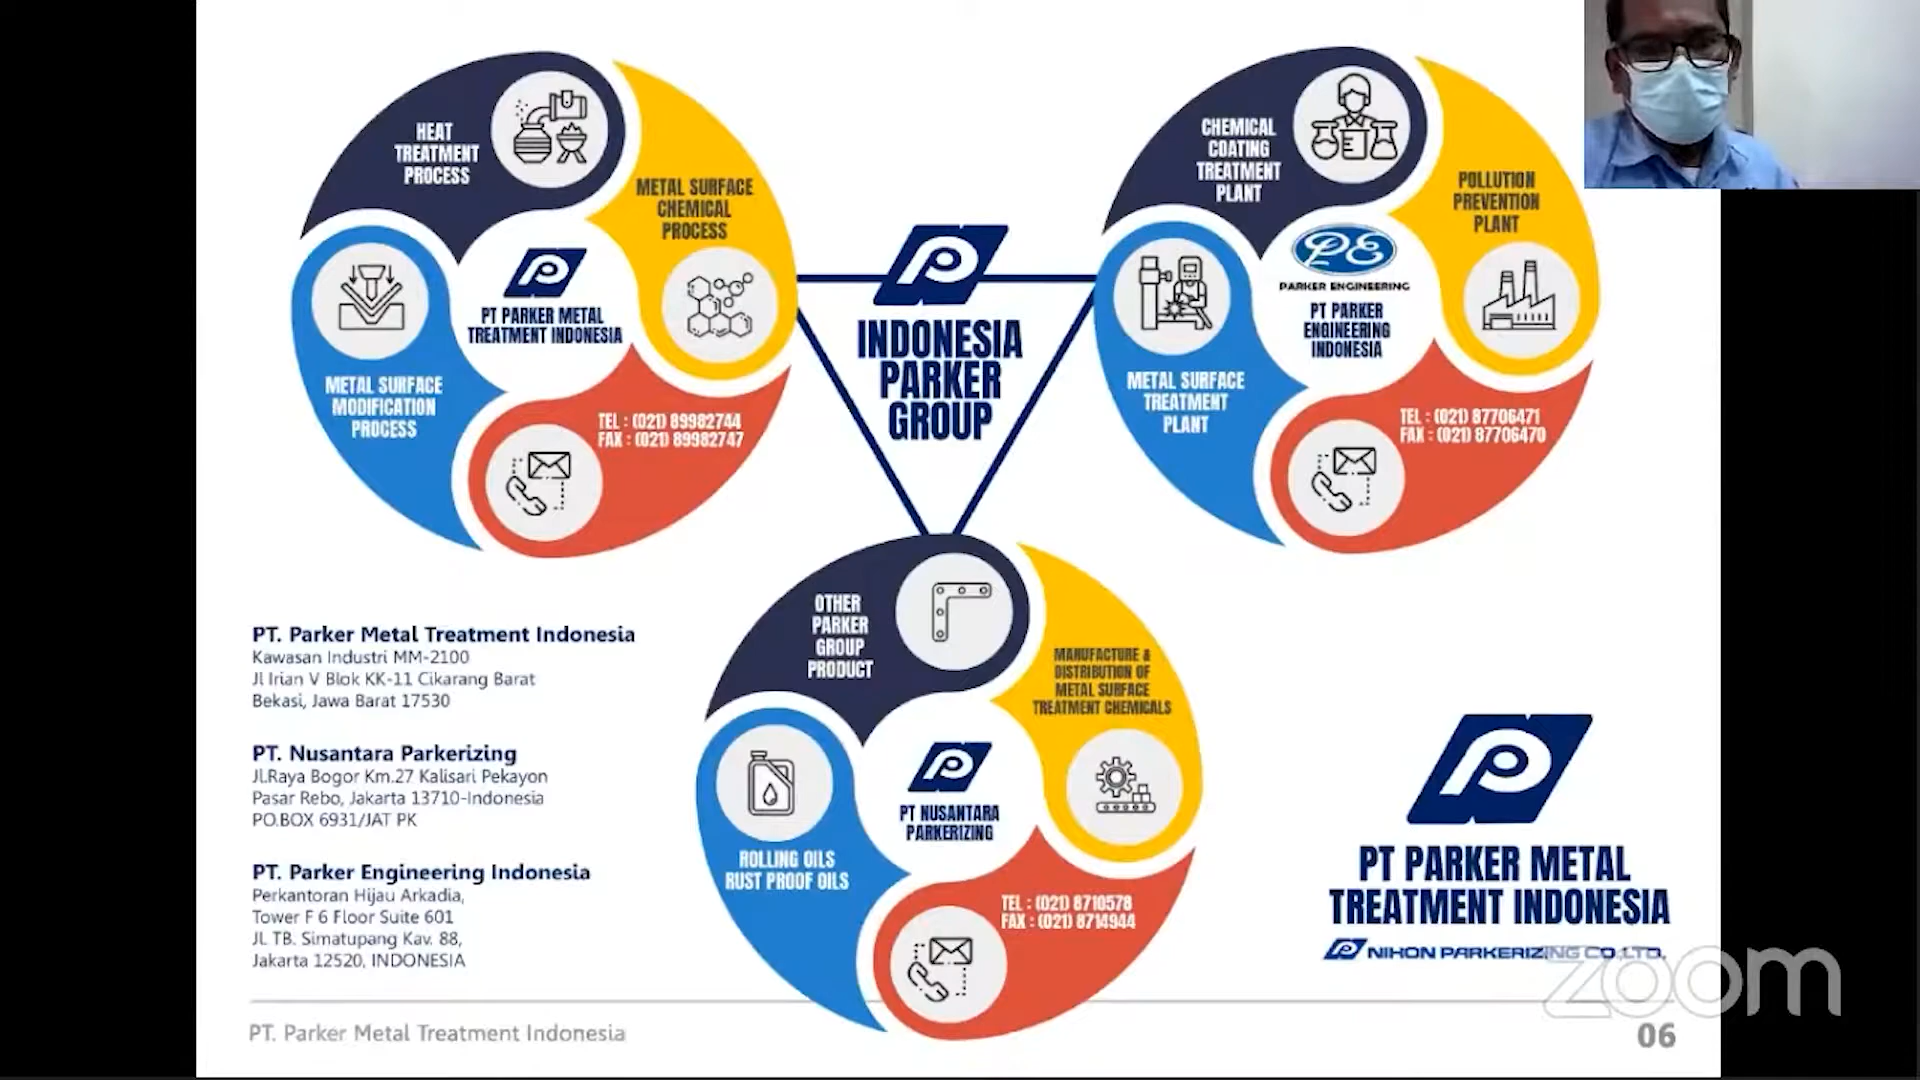 HEAT
TREATMENT
PROCESS
METAL SURFACE
CHEMICAL
PROCESS
PT PARKER METAL
TREATMENT INDONESIA
METAL SURFACE
MODIFICATION
PROCESS
TEL : (021) 89982744
FAX : (021) 89982747
INDONESIA
PARKER
GROUP
CHEMICAL
COATING
TREATMENT
PLANT
POLLUTION
PREVENTION
PLANT
PE
PARKER ENGINEERING
PT PARKER
ENGINEERING
INDONESIA
METAL SURFACE
TREATMENT
PLANT
TEL : (021) 87706471
FAX : (021) 87706470
OTHER
PARKER
GROUP
PRODUCT
MANUFACTURE &
DISTRIBUTION OF
METAL SURFACE
TREATMENT CHEMICALS
PT NUSANTARA
PARKERIZING
ROLLING OILS
RUST PROOF OILS
TEL : (021) 8710578
FAX : (021) 8714944
PT. Parker Metal Treatment Indonesia
Kawasan Industri MM-2100
Jl Irian V Blok KK-11 Cikarang Barat
Bekasi, Jawa Barat 17530
PT. Nusantara Parkerizing
Jl.Raya Bogor Km.27 Kalisari Pekayon
Pasar Rebo, Jakarta 13710-Indonesia
PO.BOX 6931/JAT PK
PT. Parker Engineering Indonesia
Perkantoran Hijau Arkadia,
Tower F 6 Floor Suite 601
JL TB. Simatupang Kav. 88,
Jakarta 12520, INDONESIA
PT PARKER METAL
TREATMENT INDONESIA
NIHON PARKERIZING CO.,LTD.
zoom
PT. Parker Metal Treatment Indonesia
06